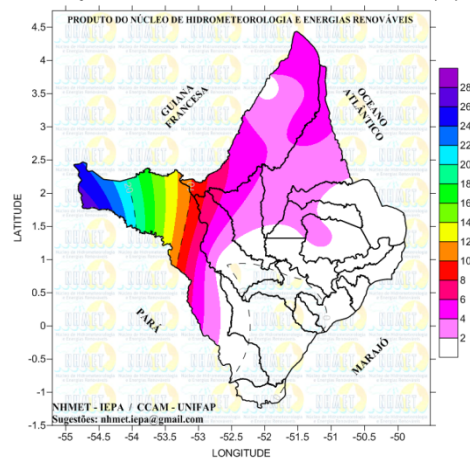 PRODUTO DO NÚCLEO DE HIDROMETEOROLOGIA E ENERGIAS RENOVÁVEIS
GUIANA
FRANCESA
OCEANO
ATLÂNTICO
PARÁ
MARAJÓ
NHMET - IEPA / CCAM - UNIFAP
Sugestões: nhmet.iepa@gmail.com
LATITUDE
4.5
4
3.5
3
2.5
2
1.5
1
0.5
0
-0.5
-1
-1.5
-55 -54.5 -54 -53.5 -53 -52.5 -52 -51.5 -51 -50.5 -50
LONGITUDE
28
26
24
22
20
18
16
14
12
10
8
6
4
2